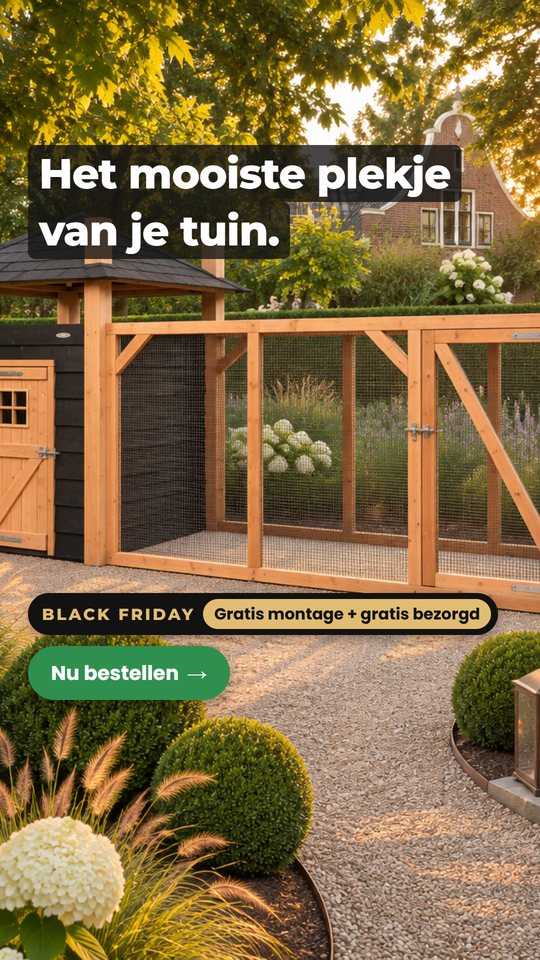 Het mooiste plekje
van je tuin.
BLACK FRIDAY Gratis montage + gratis bezorgd
Nu bestellen →